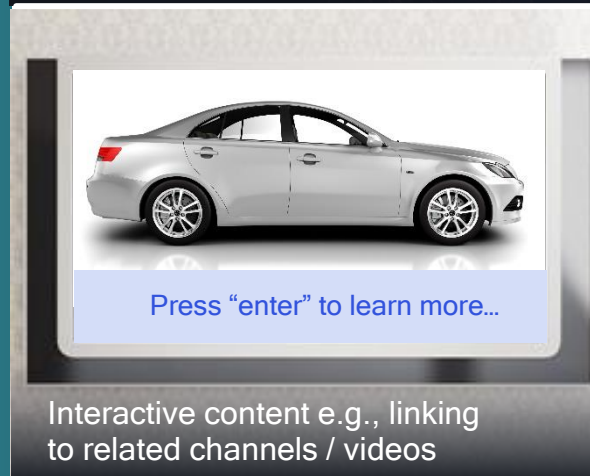 Press “enter” to learn more…
Interactive content e.g., linking
to related channels / videos